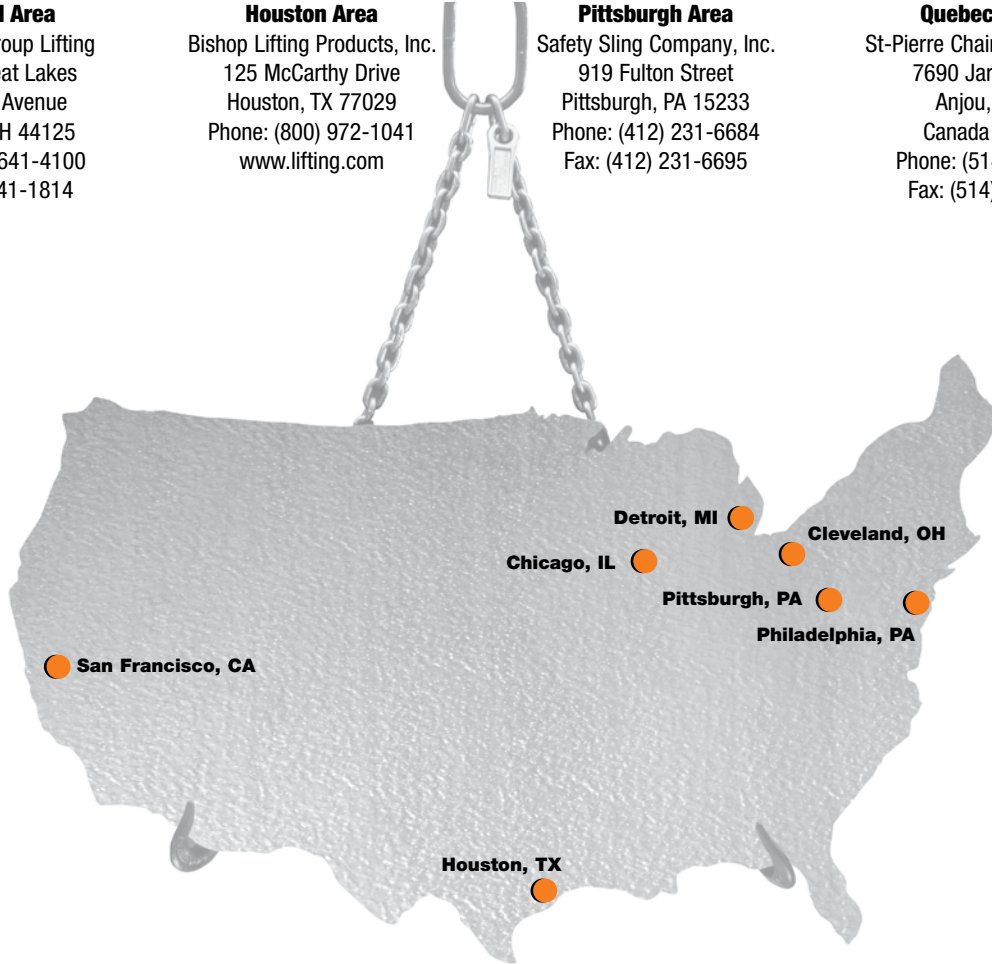 d Area
roup Lifting
eat Lakes
Avenue
H 44125
641-4100
41-1814
Houston Area
Bishop Lifting Products, Inc.
125 McCarthy Drive
Houston, TX 77029
Phone: (800) 972-1041
www.lifting.com
Pittsburgh Area
Safety Sling Company, Inc.
919 Fulton Street
Pittsburgh, PA 15233
Phone: (412) 231-6684
Fax: (412) 231-6695
Quebec
St-Pierre Chai
7690 Jar
Anjou,
Canada
Phone: (51
Fax: (514)
Detroit, MI
Cleveland, OH
Chicago, IL
Pittsburgh, PA
Philadelphia, PA
San Francisco, CA
Houston, TX